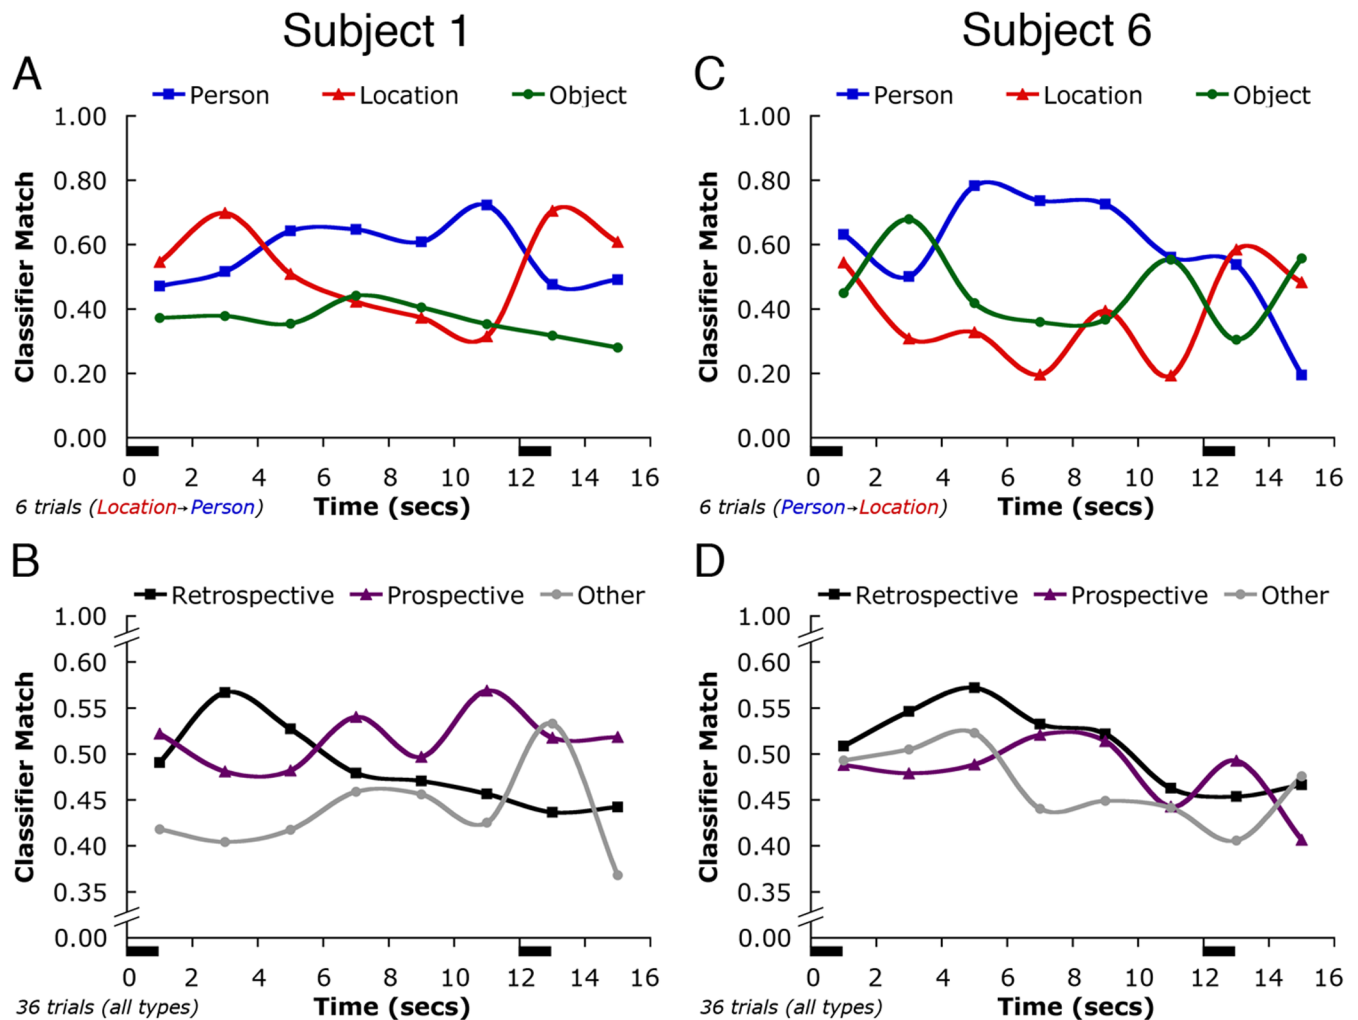 Subject 1
Subject 6
A
Person Location Object
1.00
0.80
0.60
0.40
0.20
0.00
Classifier Match
0 2 4 6 8 10 12 14 16
Time (secs)
6 trials (Location→Person)
C
Person Location Object
1.00
0.80
0.60
0.40
0.20
0.00
Classifier Match
0 2 4 6 8 10 12 14 16
Time (secs)
6 trials (Person→Location)
B
Retrospective Prospective Other
1.00
0.60
0.55
0.50
0.45
0.40
0.35
0.00
Classifier Match
0 2 4 6 8 10 12 14 16
Time (secs)
36 trials (all types)
D
Retrospective Prospective Other
1.00
0.60
0.55
0.50
0.45
0.40
0.35
0.00
Classifier Match
0 2 4 6 8 10 12 14 16
Time (secs)
36 trials (all types)